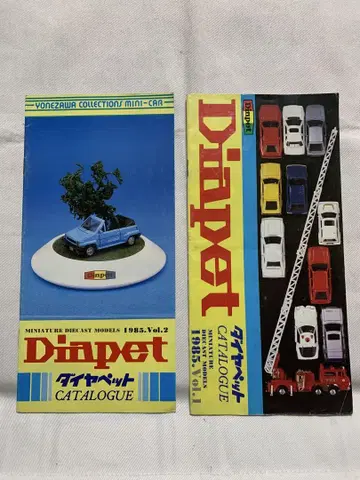 YONEZAWA COLLECTIONS MINI-CAR
Diapet
MINIATURE DIECAST MODELS 1985.Vol.2
Diapet
ダイヤペット
CATALOGUE
Diapet
Diapet
ダイヤペット
CATALOGUE
MINIATURE
DIECAST MODELS
1985.Vol.1